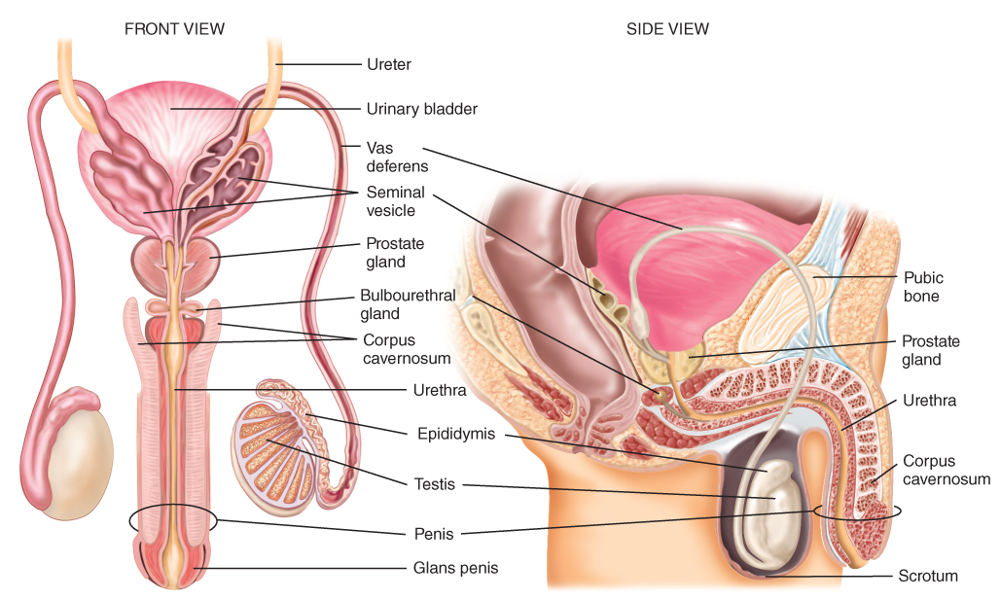 FRONT VIEW
SIDE VIEW
Ureter
Urinary bladder
Vas
deferens
Seminal
vesicle
Prostate
gland
Bulbourethral
gland
Corpus
cavernosum
Urethra
Epididymis
Testis
Penis
Glans penis
Pubic
bone
Prostate
gland
Urethra
Corpus
cavernosum
Scrotum